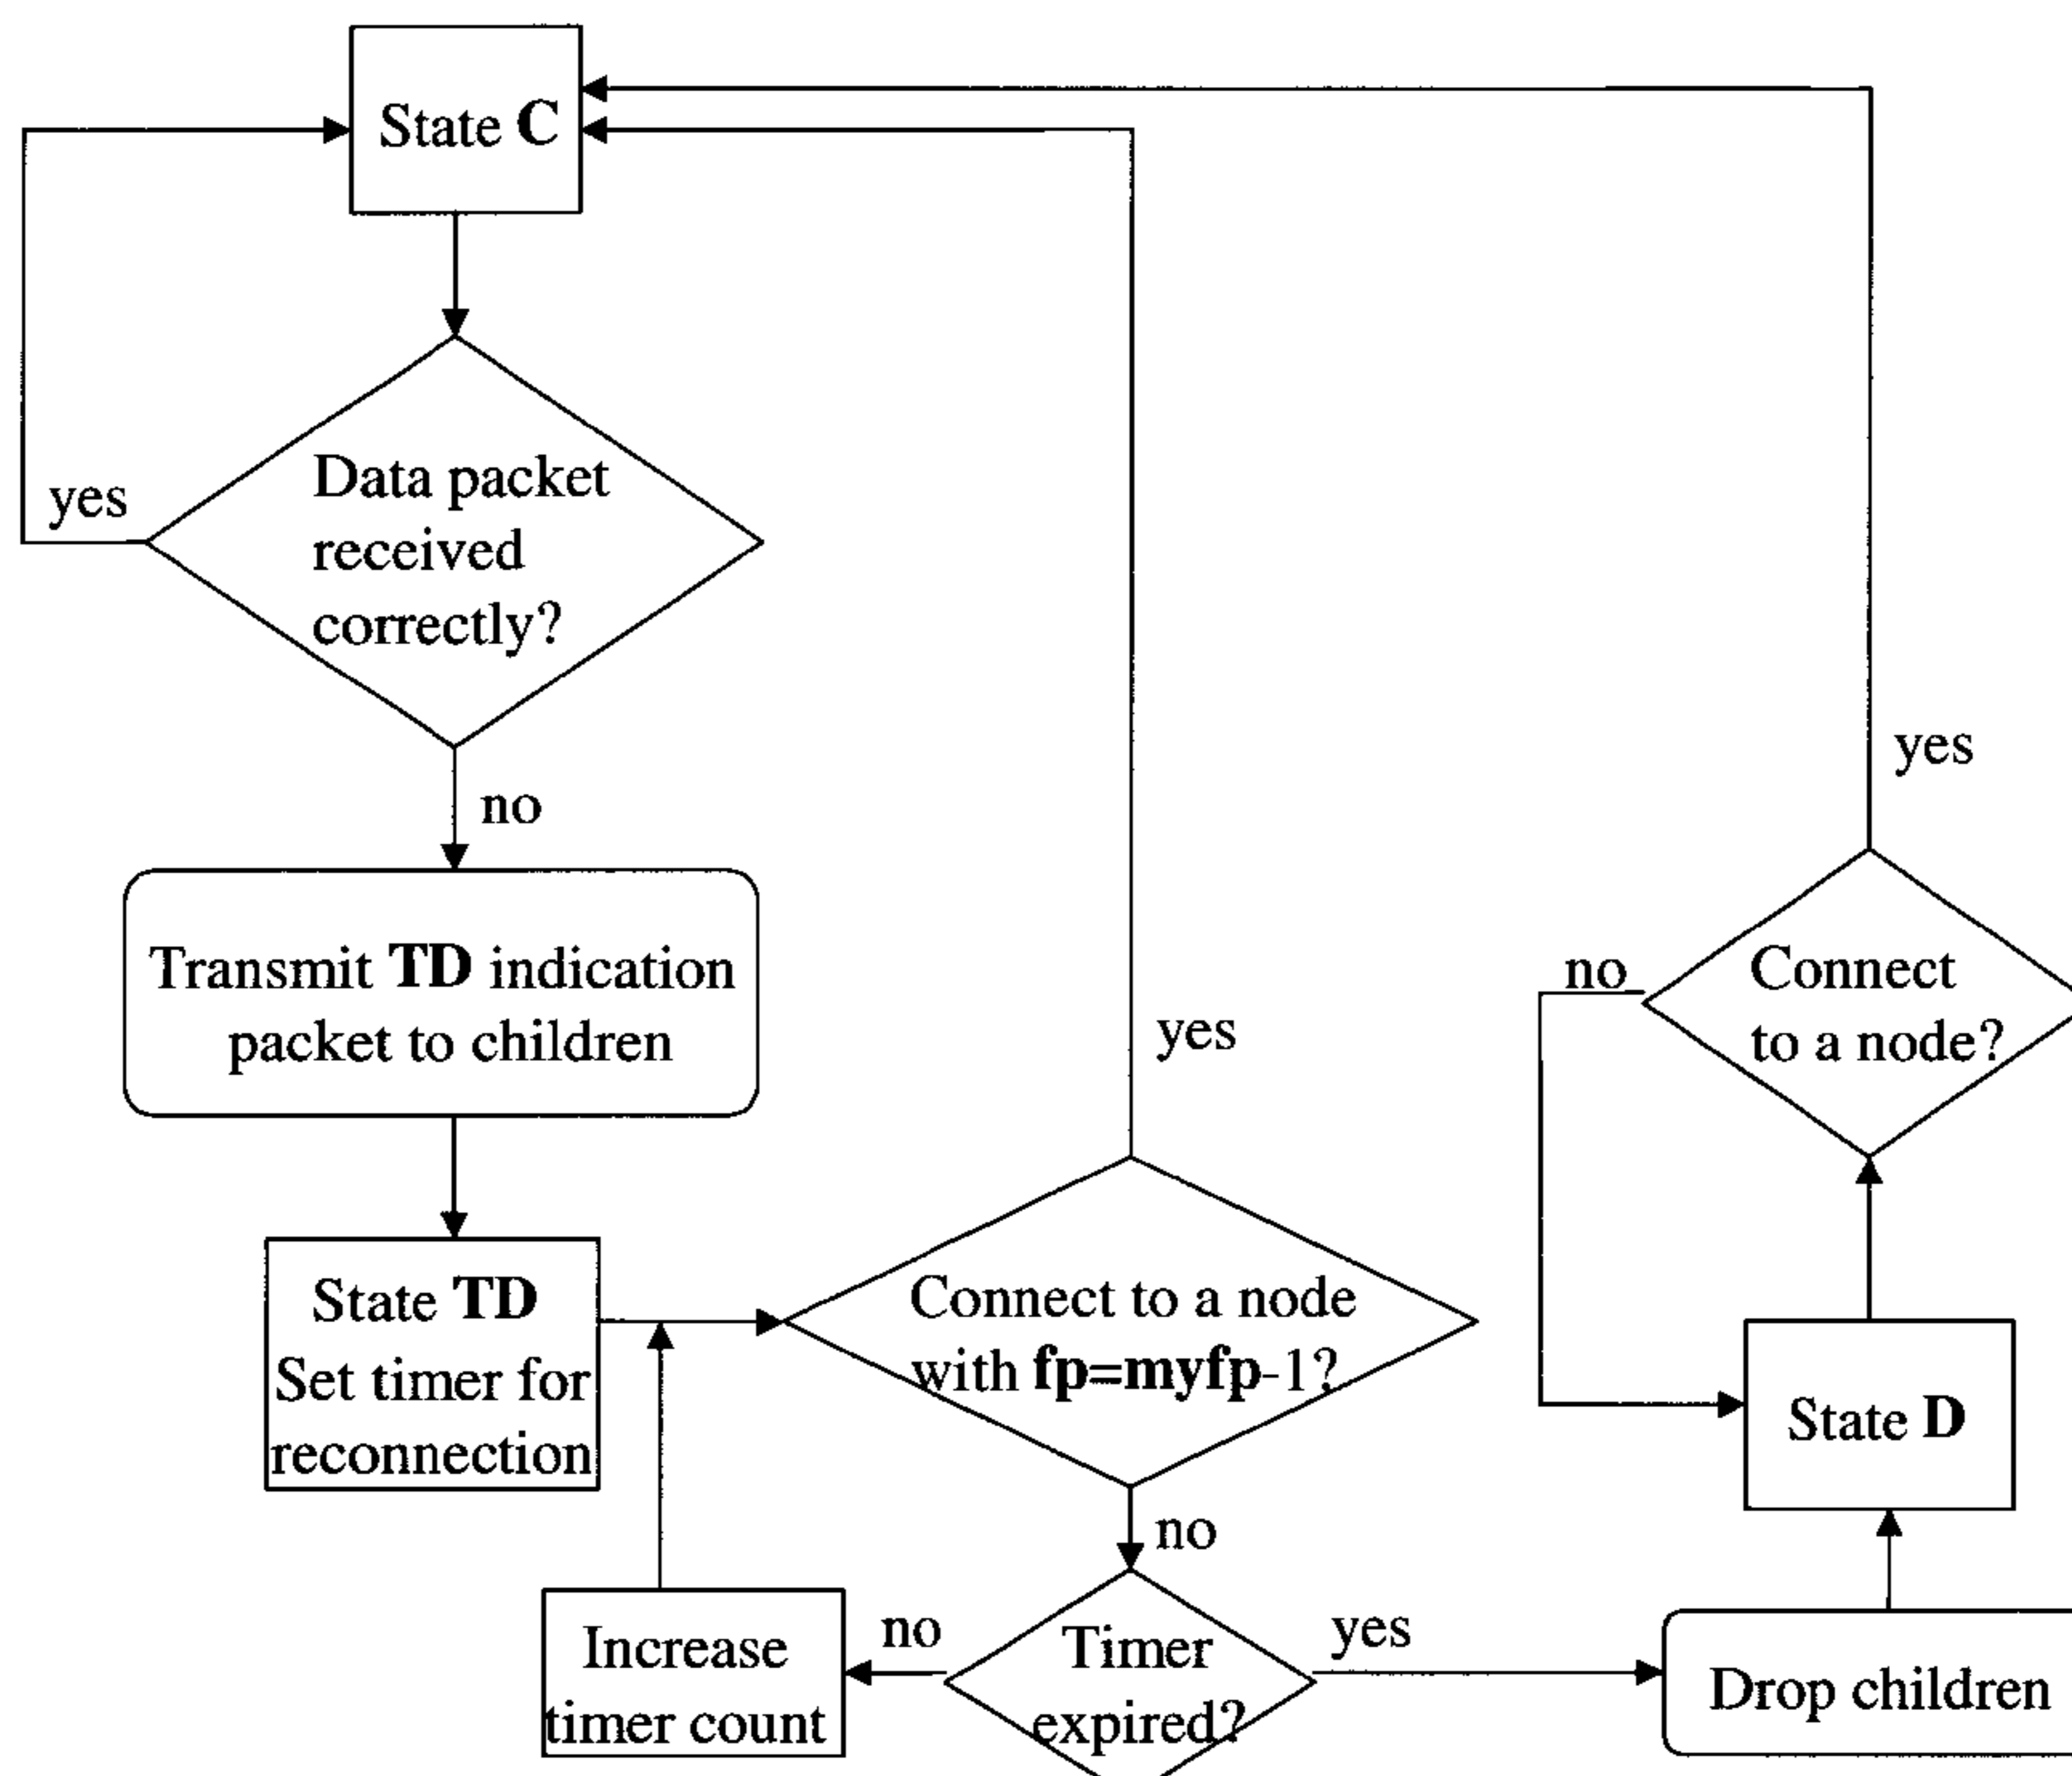 State C
yes
Data packet
received
correctly?
no
Transmit TD indication
packet to children
State TD
Set timer for
reconnection
yes
Connect to a node
with fp=myfp-1?
no
Timer
expired?
no
Increase
timer count
yes
Drop children
State D
Connect
to a node?
no
yes